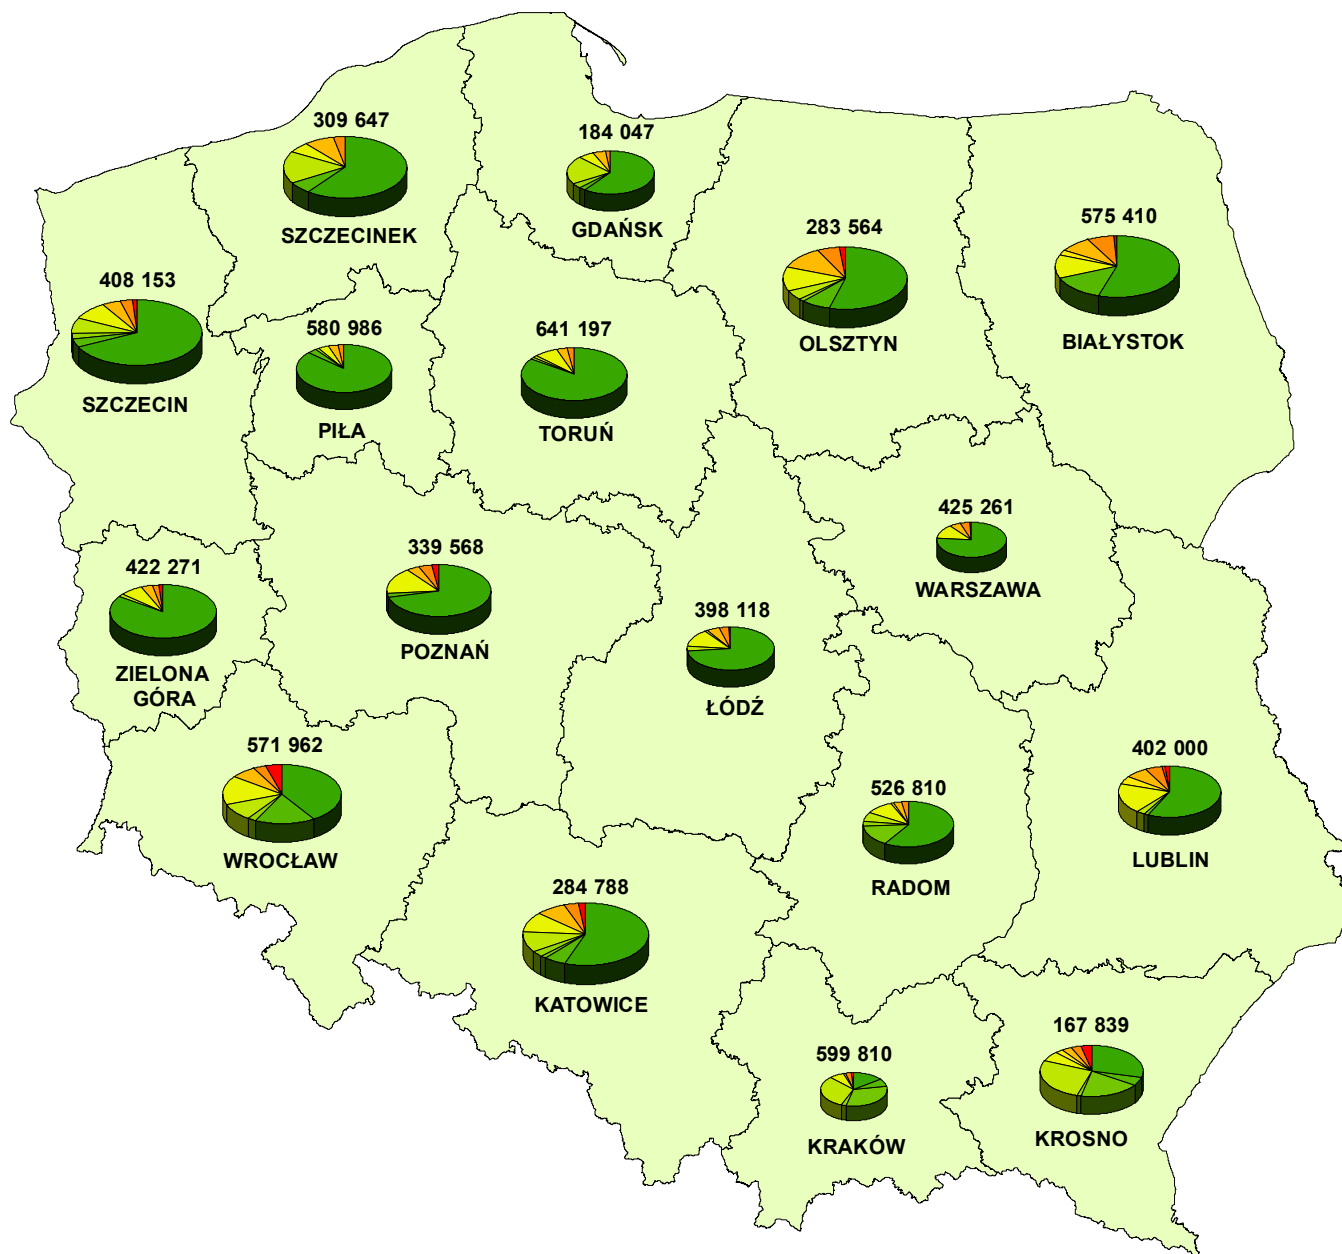 309 647
SZCZECINEK
184 047
GDAŃSK
283 564
OLSZTYN
575 410
BIAŁYSTOK
408 153
SZCZECIN
580 986
PIŁA
641 197
TORUŃ
425 261
WARSZAWA
422 271
ZIELONA
GÓRA
339 568
POZNAŃ
398 118
ŁÓDŹ
571 962
WROCŁAW
526 810
RADOM
402 000
LUBLIN
284 788
KATOWICE
599 810
KRAKÓW
167 839
KROSNO